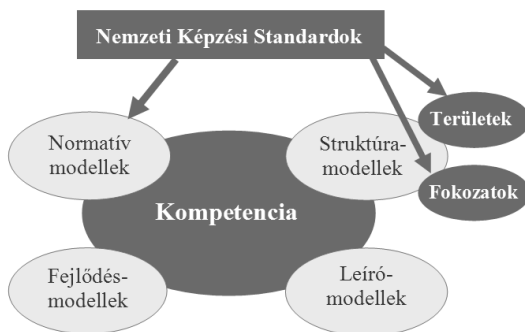 Nemzeti Képzési Standardok
Normatív
modellek
Struktúra-
modellek
Területek
Fokozatok
Kompetencia
Fejlődés-
modellek
Leíró-
modellek